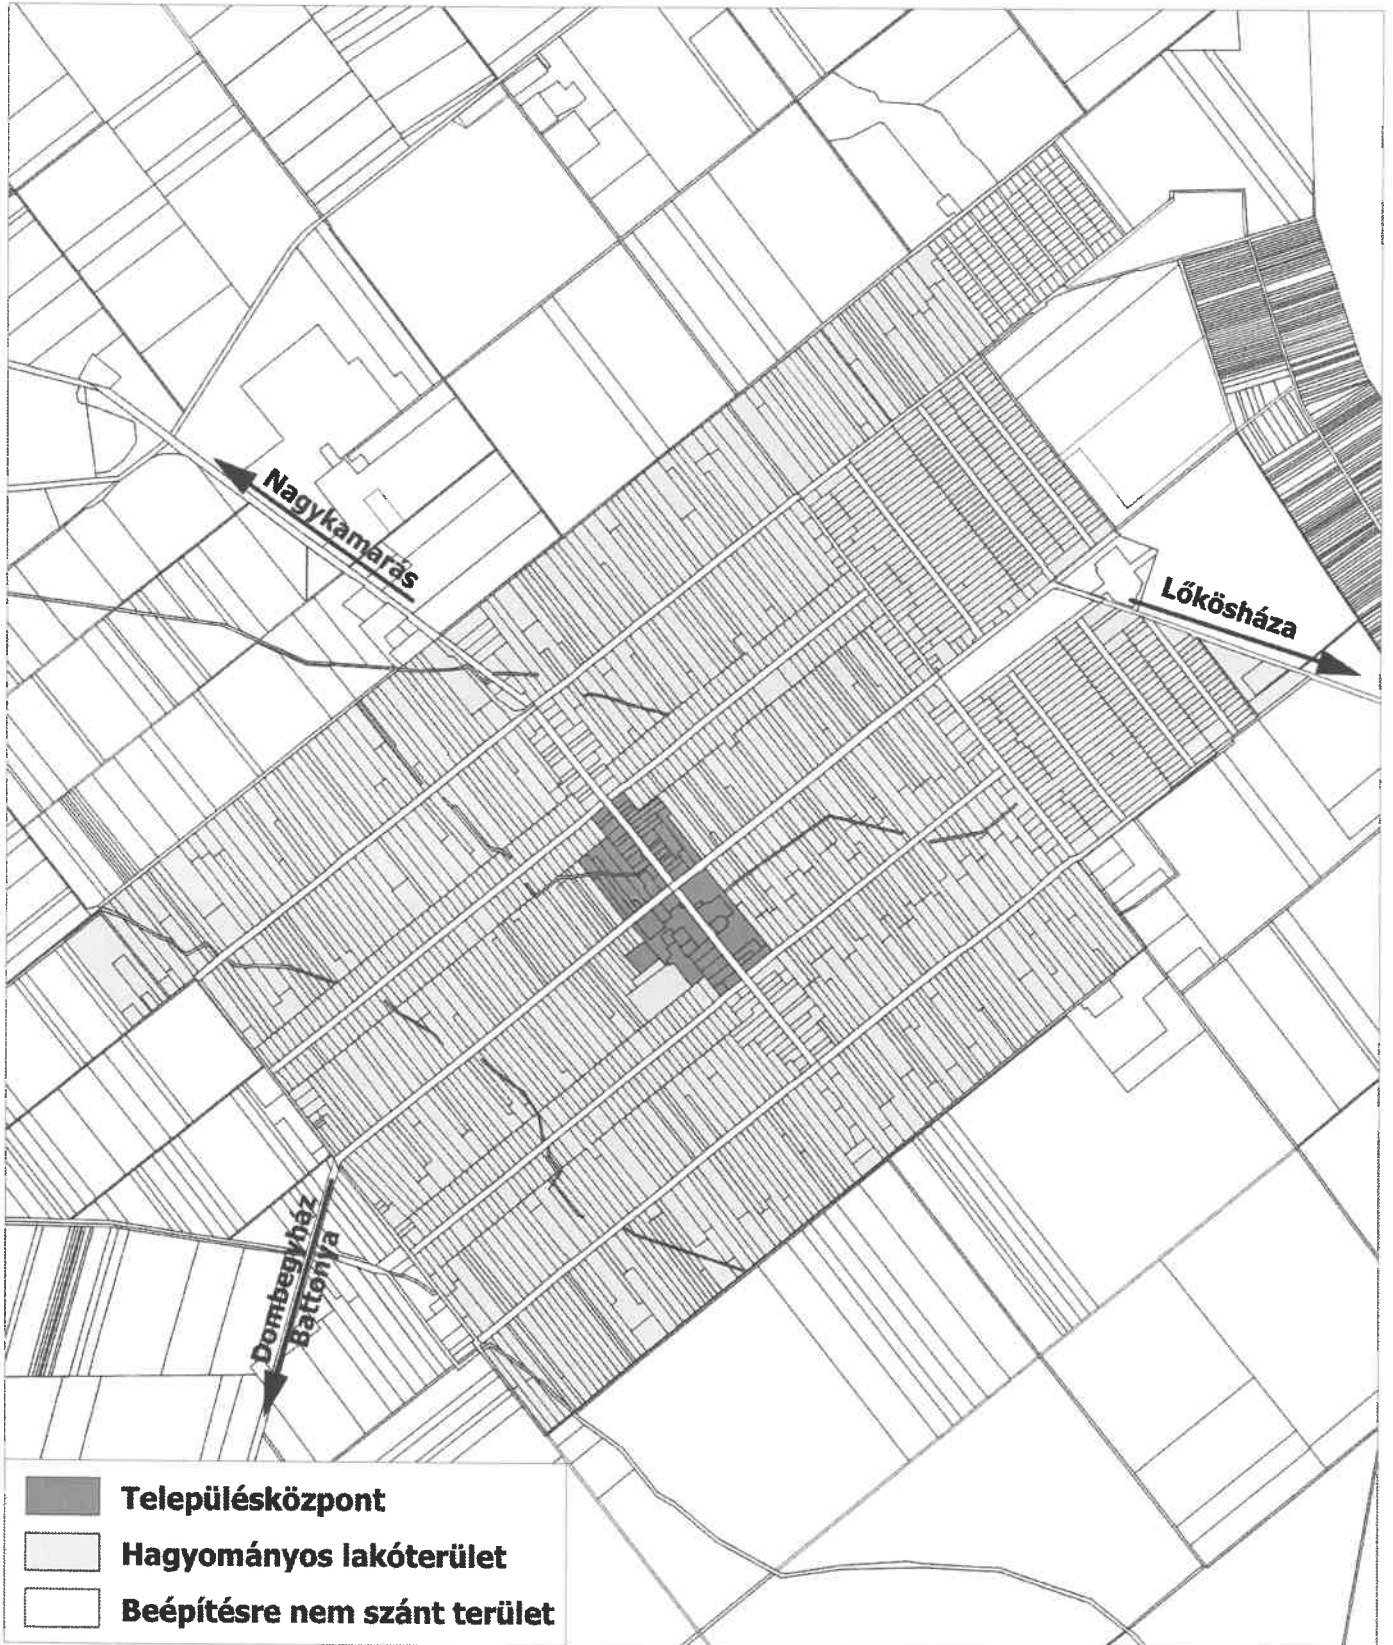 Nagykamarás
Lőkösháza
Dombegyház
Battonya
Településközpont
Hagyományos lakóterület
Beépítésre nem szánt terület